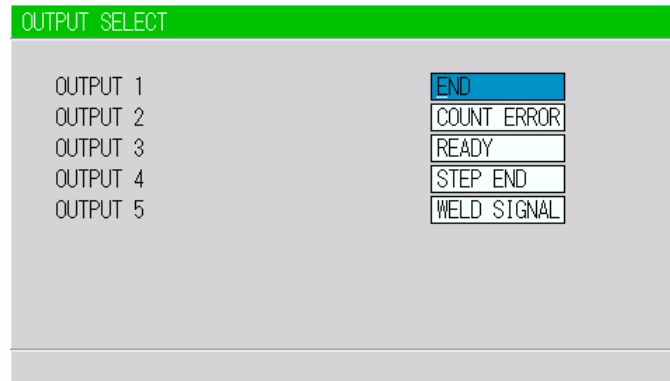 OUTPUT SELECT
OUTPUT 1 END
OUTPUT 2 COUNT ERROR
OUTPUT 3 READY
OUTPUT 4 STEP END
OUTPUT 5 WELD SIGNAL